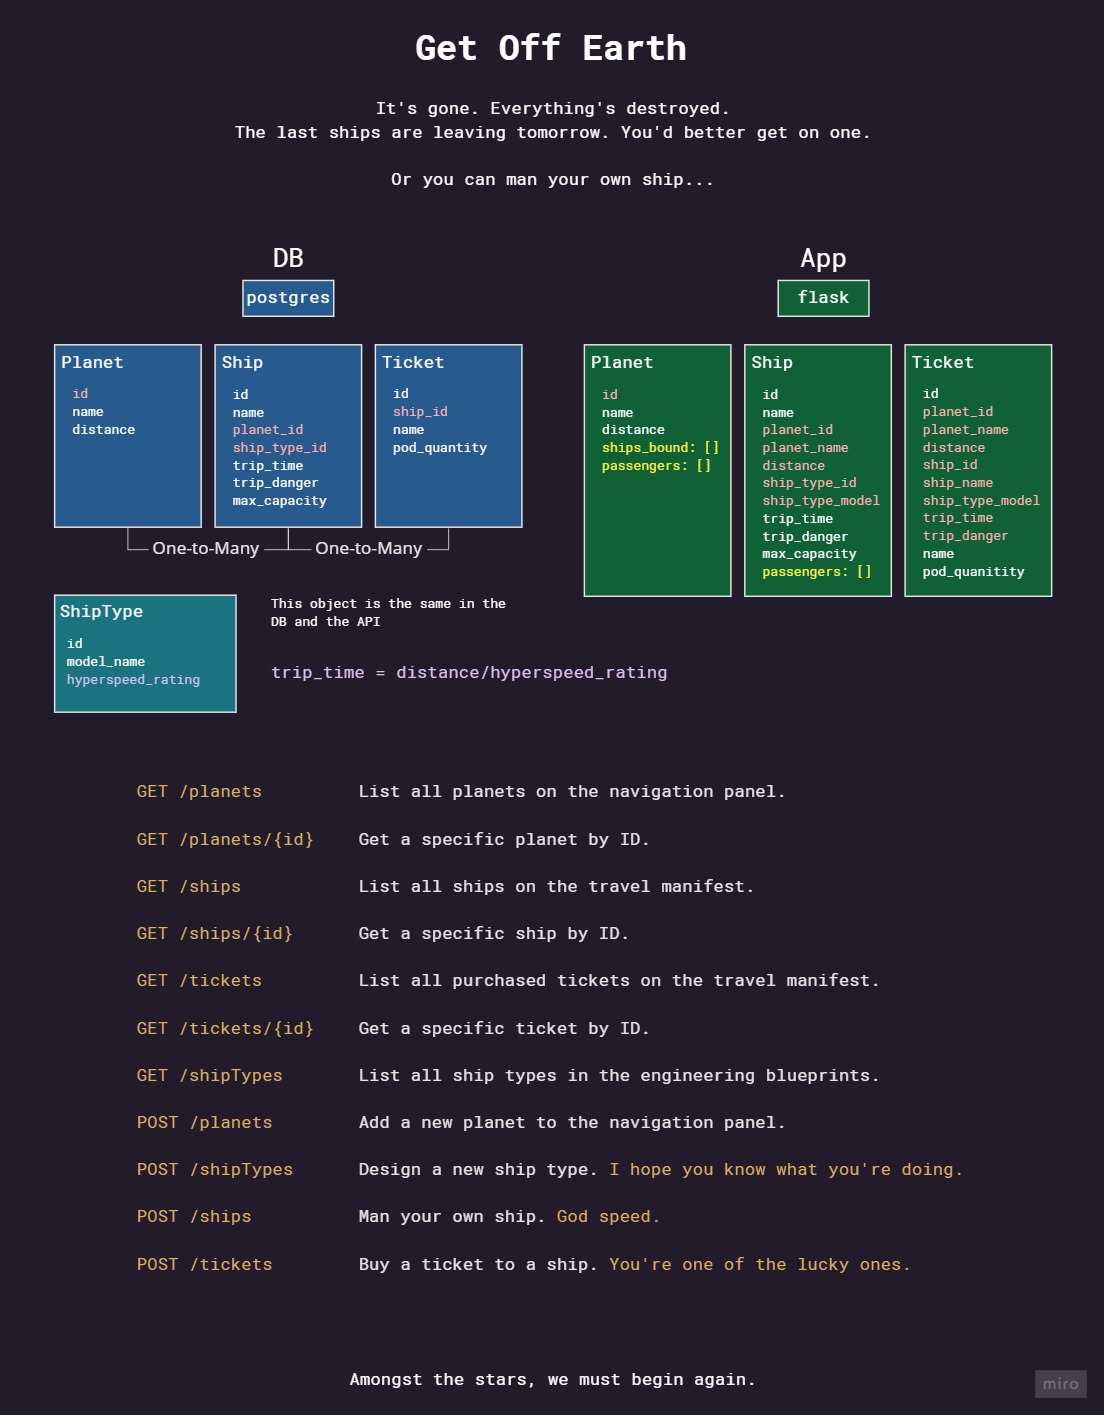 Get Off Earth
It's gone. Everything's destroyed.
The last ships are leaving tomorrow. You'd better get on one.
Or you can man your own ship...
DB
postgres
Planet
id
name
distance
Ship
id
name
planet_id
ship_type_id
trip_time
trip_danger
max_capacity
Ticket
id
ship_id
name
pod_quantity
One-to-Many
One-to-Many
App
flask
Planet
id
name
distance
ships_bound: []
passengers: []
Ship
id
name
planet_id
planet_name
distance
ship_type_id
ship_type_model
trip_time
trip_danger
max_capacity
passengers: []
Ticket
id
planet_id
planet_name
distance
ship_id
ship_name
ship_type_model
trip_time
trip_danger
name
pod_quanitity
ShipType
id
model_name
hyperspeed_rating
This object is the same in the
DB and the API
trip_time = distance/hyperspeed_rating
GET /planets List all planets on the navigation panel.
GET /planets/{id} Get a specific planet by ID.
GET /ships List all ships on the travel manifest.
GET /ships/{id} Get a specific ship by ID.
GET /tickets List all purchased tickets on the travel manifest.
GET /tickets/{id} Get a specific ticket by ID.
GET /shipTypes List all ship types in the engineering blueprints.
POST /planets Add a new planet to the navigation panel.
POST /shipTypes Design a new ship type. I hope you know what you're doing.
POST /ships Man your own ship. God speed.
POST /tickets Buy a ticket to a ship. You're one of the lucky ones.
Amongst the stars, we must begin again.
miro